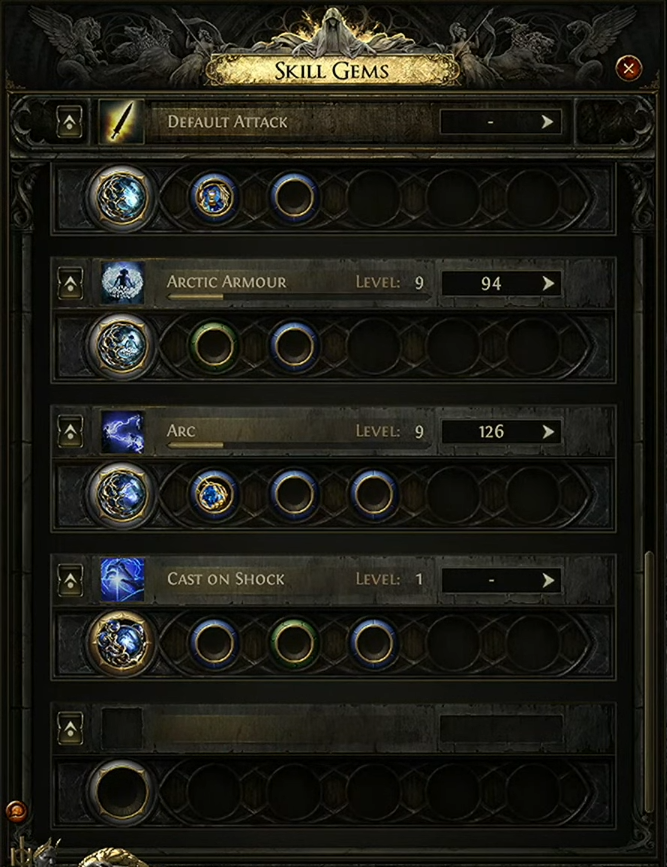 SKILL GEMS
DEFAULT ATTACK -
ARCTIC ARMOUR LEVEL: 9 94
ARC LEVEL: 9 126
CAST ON SHOCK LEVEL: 1 -